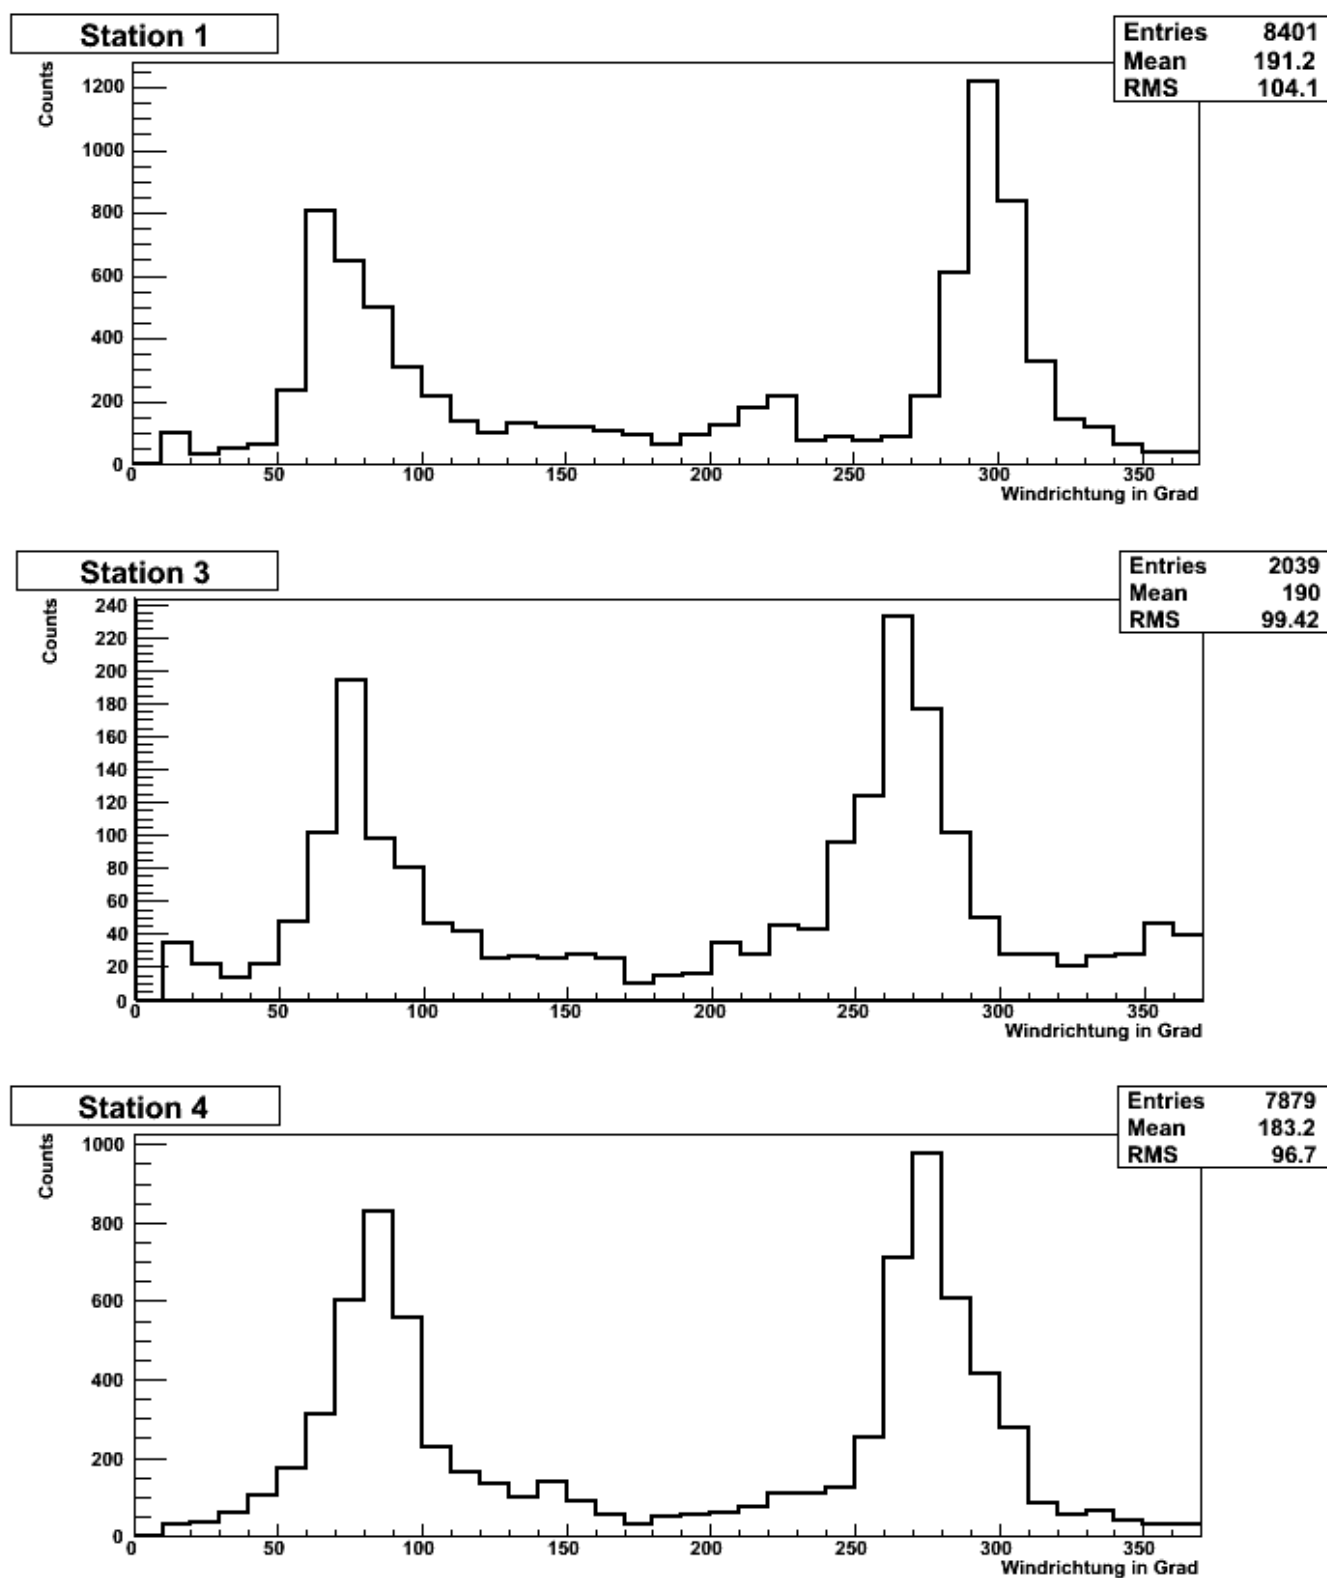 Station 1
Entries 8401
Mean 191.2
RMS 104.1
Counts
1200
1000
800
600
400
200
0
0 50 100 150 200 250 300 350
Windrichtung in Grad
Station 3
Entries 2039
Mean 190
RMS 99.42
Counts
240
220
200
180
160
140
120
100
80
60
40
20
0
0 50 100 150 200 250 300 350
Windrichtung in Grad
Station 4
Entries 7879
Mean 183.2
RMS 96.7
Counts
1000
800
600
400
200
0
0 50 100 150 200 250 300 350
Windrichtung in Grad